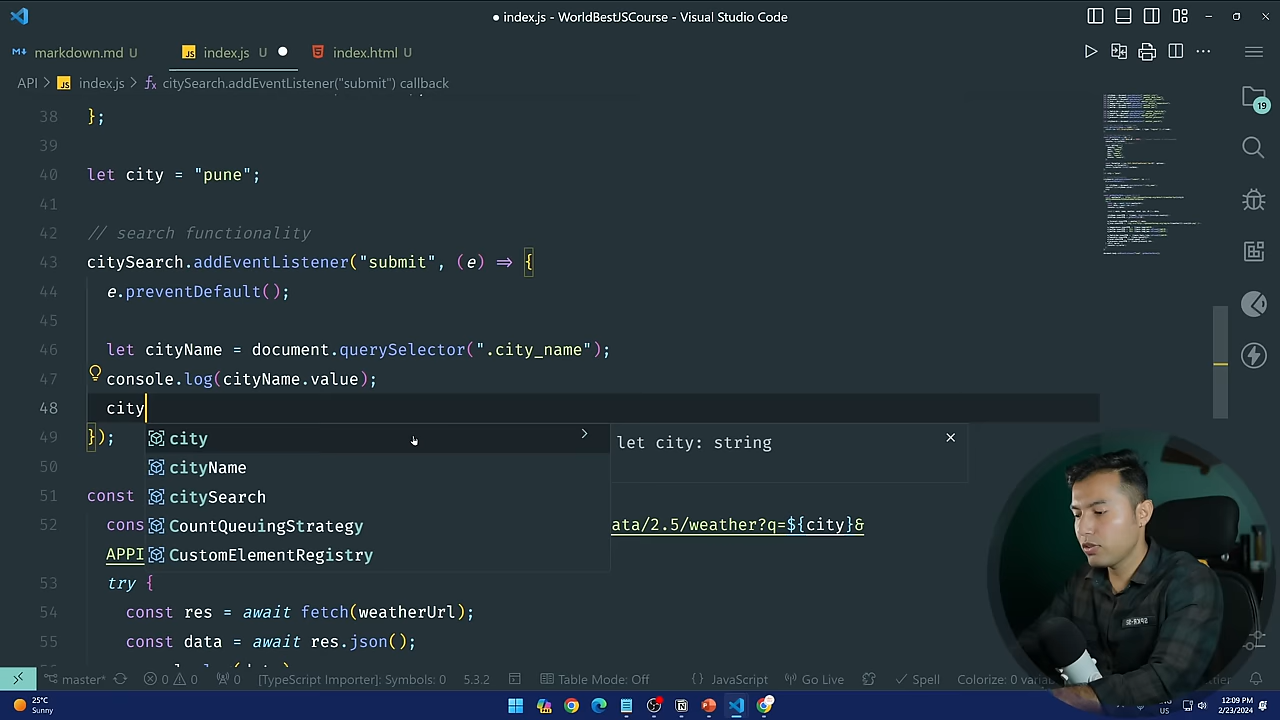 index.js - WorldBestJSCourse - Visual Studio Code
markdown.md U
JS index.js U
index.html U
API > JS index.js > citySearch.addEventListener("submit") callback
19
38 };
39
40 let city = "pune";
41
42 // search functionality
43 citySearch.addEventListener("submit", (e) => {
44 e.preventDefault();
45
46 let cityName = document.querySelector(".city_name");
47 console.log(cityName.value);
48 city
city
let city: string
49 });
50
cityName
51 const
citySearch
52 cons
CountQueuingStrategy
ata/2.5/weather?q=${city}&
APPI
CustomElementRegistry
53 try {
54 const res = await fetch(weatherUrl);
55 const data = await res.json();
master*
0 0
0
[TypeScript Importer]: Symbols: 0
5.3.2
Table Mode: Off
{} JavaScript
Go Live
Spell
Colorize: 0 varia
25°C
Sunny
US
12:09 PM
2/23/2024